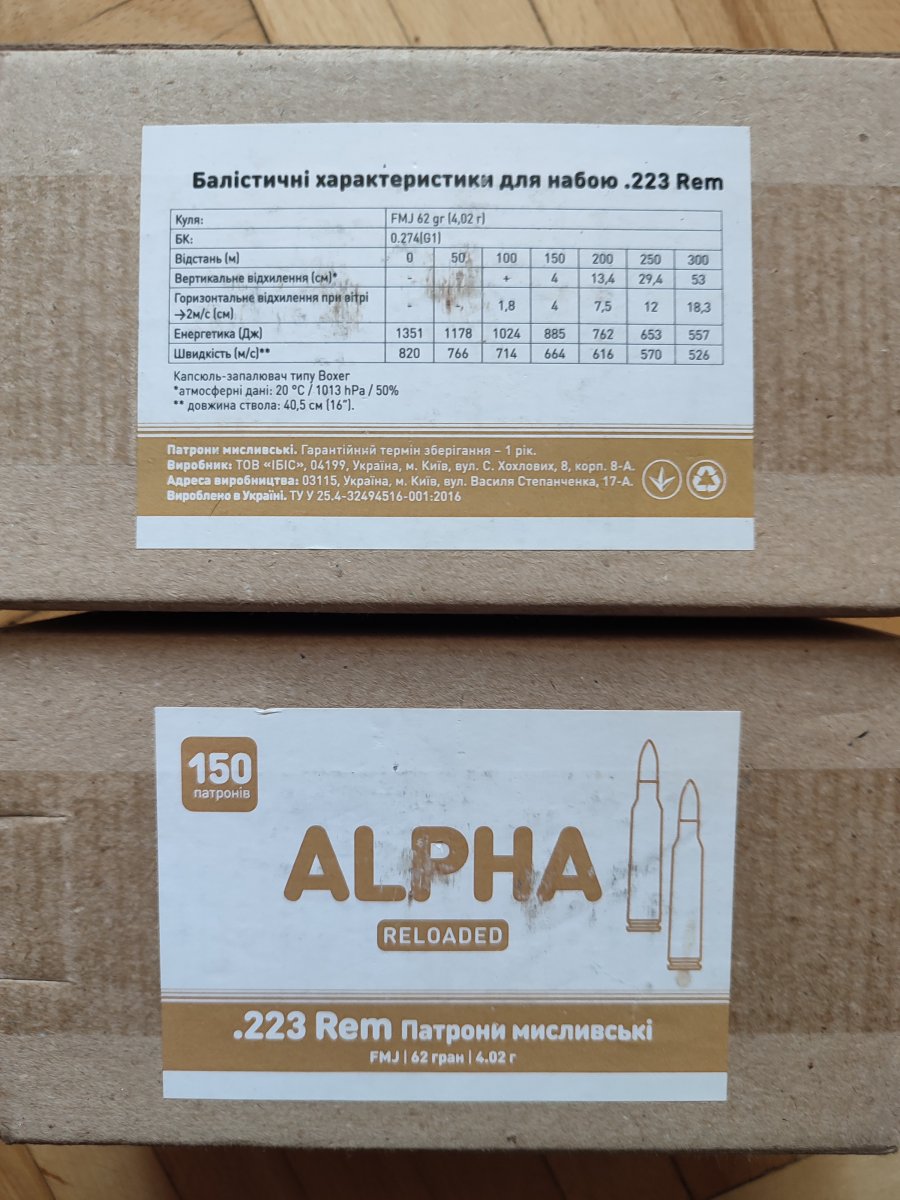 Балістичні характеристики для набою .223 Rem
Куля: FMJ 62 gr (4,02 г)
БК: 0.274(G1)
Відстань (м) 0 50 100 150 200 250 300
Вертикальне відхилення (см)* - + 4 13,4 29,4 53
Горизонтальне відхилення при вітрі
→2м/с (см) - -, 1,8 4 7,5 12 18,3
Енергетика (Дж) 1351 1178 1024 885 762 653 557
Швидкість (м/с)** 820 766 714 664 616 570 526
Капсюль-запалювач типу Boxer
*атмосферні дані: 20 °C / 1013 hPa / 50%
** довжина ствола: 40,5 см (16").
Патрони мисливські. Гарантійний термін зберігання – 1 рік.
Виробник: ТОВ «ІБІС», 04199, Україна, м. Київ, вул. С. Хохлових, 8, корп. 8-А.
Адреса виробництва: 03115, Україна, м. Київ, вул. Василя Степанченка, 17-А.
Вироблено в Україні. ТУ У 25.4-32494516-001:2016
150
патронів
ALPHA
RELOADED
.223 Rem Патрони мисливські
FMJ | 62 гран | 4.02 г